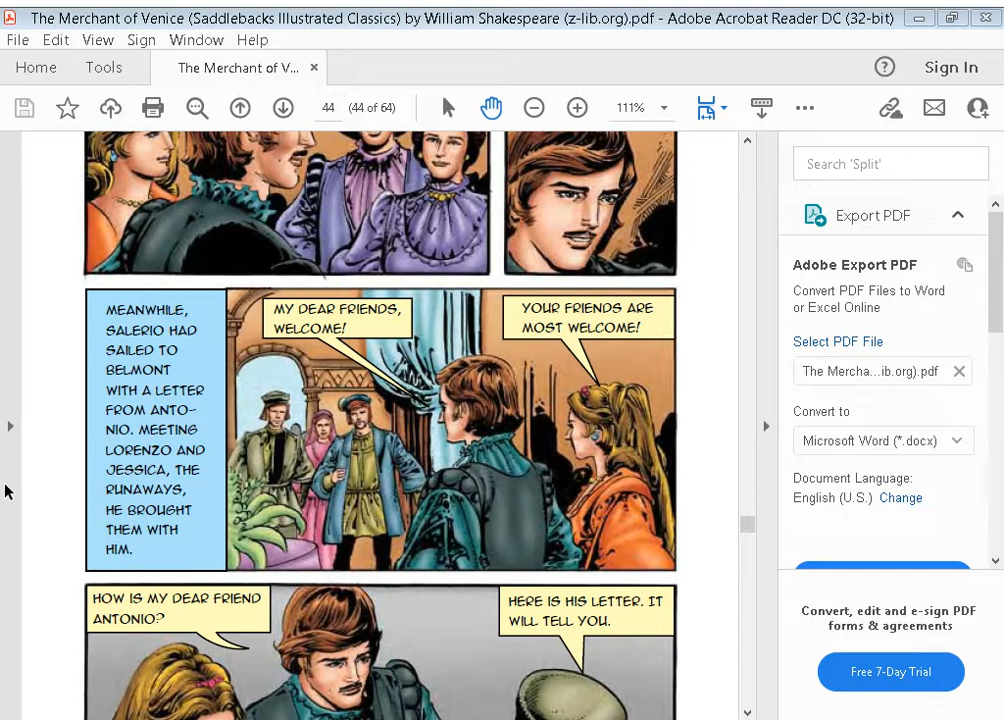 The Merchant of Venice (Saddlebacks Illustrated Classics) by William Shakespeare (z-lib.org).pdf - Adobe Acrobat Reader DC (32-bit)
File Edit View Sign Window Help
Home Tools The Merchant of V... × Sign In
44 (44 of 64) 111%
Search 'Split'
Export PDF
Adobe Export PDF
Convert PDF Files to Word
or Excel Online
Select PDF File
The Mercha...ib.org).pdf
Convert to
Microsoft Word (*.docx)
Document Language:
English (U.S.) Change
Convert, edit and e-sign PDF
forms & agreements
Free 7-Day Trial
MEANWHILE,
SALERIO HAD
SAILED TO
BELMONT
WITH A LETTER
FROM ANTO-
NIO. MEETING
LORENZO AND
JESSICA, THE
RUNAWAYS,
HE BROUGHT
THEM WITH
HIM.
MY DEAR FRIENDS,
WELCOME!
YOUR FRIENDS ARE
MOST WELCOME!
HOW IS MY DEAR FRIEND
ANTONIO?
HERE IS HIS LETTER. IT
WILL TELL YOU.